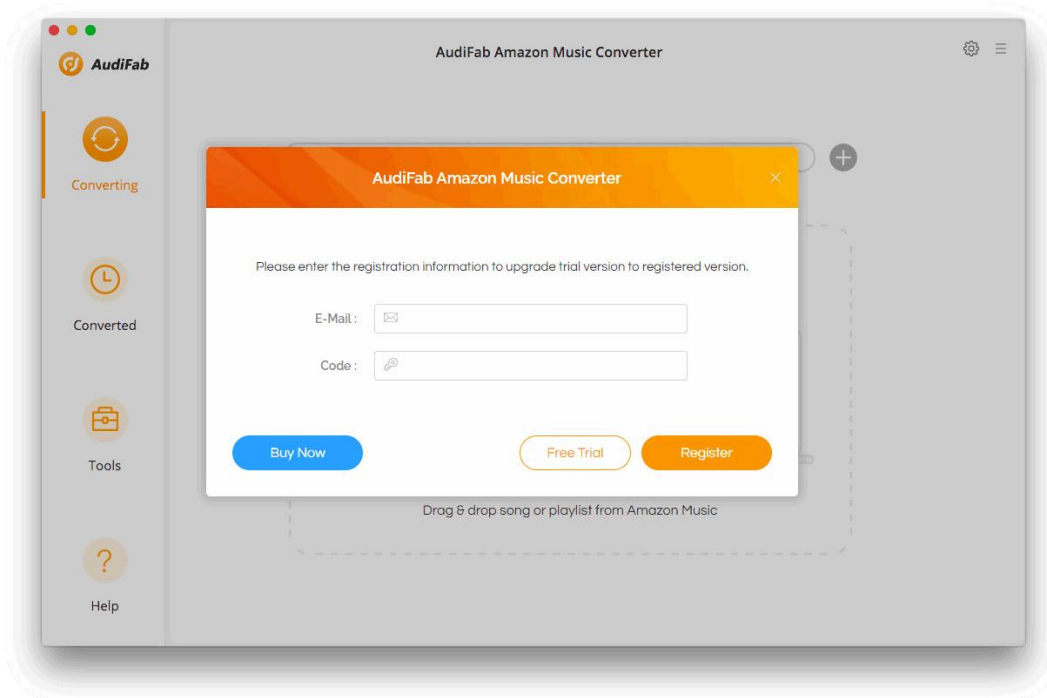 AudiFab
AudiFab Amazon Music Converter
Converting
Converted
Tools
Help
AudiFab Amazon Music Converter
Please enter the registration information to upgrade trial version to registered version.
E-Mail :
Code :
Buy Now
Free Trial
Register
Drag & drop song or playlist from Amazon Music